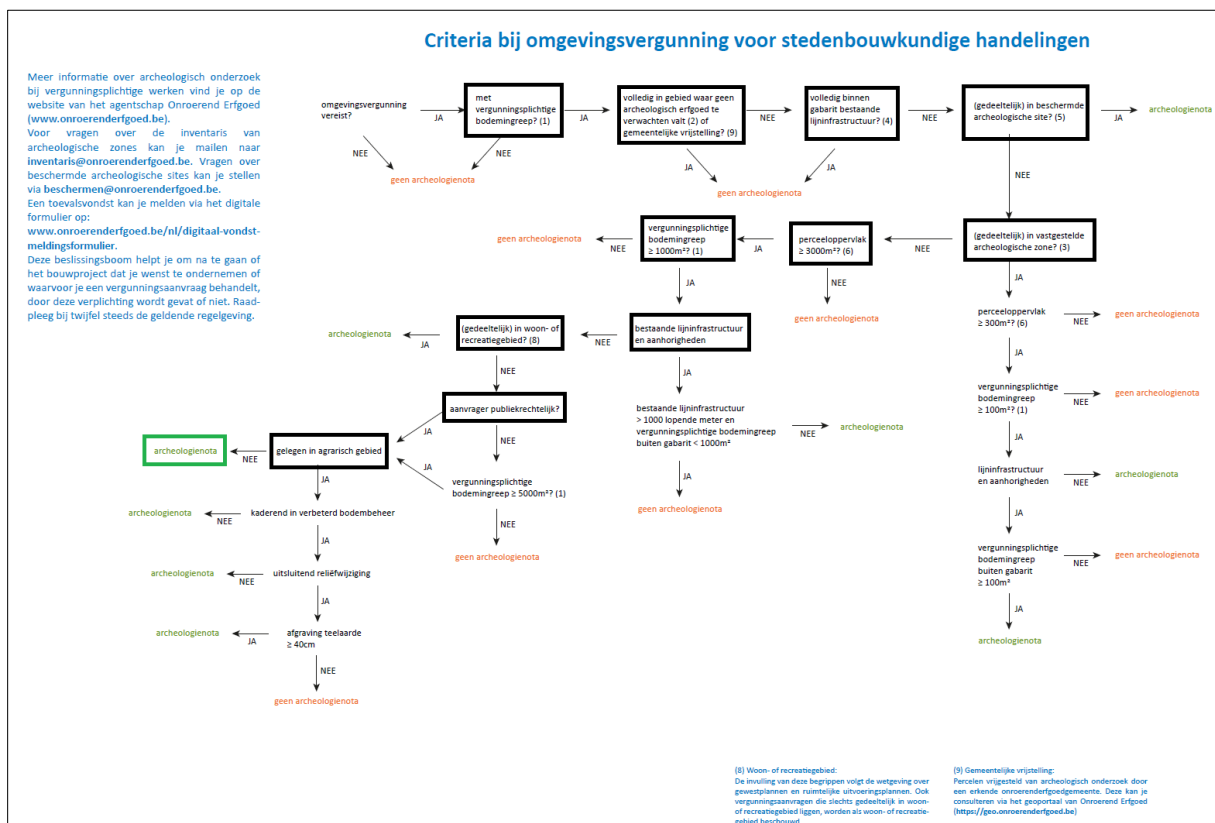 Criteria bij omgevingsvergunning voor stedenbouwkundige handelingen
Meer informatie over archeologisch onderzoek
bij vergunningsplichtige werken vind je op de
website van het agentschap Onroerend Erfgoed
(www.onroerenderfgoed.be).
Voor vragen over de inventaris van
archeologische zones kan je mailen naar
inventaris@onroerenderfgoed.be. Vragen over
beschermde archeologische sites kan je stellen
via beschermen@onroerenderfgoed.be.
Een toevalsvondst kan je melden via het digitale
formulier op:
www.onroerenderfgoed.be/nl/digitaal-vondst-
meldingsformulier.
Deze beslissingsboom helpt je om na te gaan of
het bouwproject dat je wenst te ondernemen of
waarvoor je een vergunningsaanvraag behandelt,
door deze verplichting wordt gevat of niet. Raad-
pleeg bij twijfel steeds de geldende regelgeving.
omgevingsvergunning
vereist?
JA
NEE
met
vergunningsplichtige
bodemingreep? (1)
JA
NEE
geen archeologienota
volledig in gebied waar geen
archeologisch erfgoed te
verwachten valt (2) of
gemeentelijke vrijstelling? (9)
NEE
JA
volledig binnen
gabarit bestaande
lijninfrastructuur? (4)
NEE
JA
geen archeologienota
(gedeeltelijk) in beschermde
archeologische site? (5)
JA
archeologienota
NEE
(gedeeltelijk) in vastgestelde
archeologische zone? (3)
NEE
JA
perceeloppervlak
≥ 3000m²? (6)
JA
NEE
geen archeologienota
vergunningsplichtige
bodemingreep
≥ 1000m²? (1)
NEE
geen archeologienota
JA
perceeloppervlak
≥ 300m²? (6)
NEE
geen archeologienota
JA
bestaande lijninfrastructuur
en aanhorigheden
NEE
JA
(gedeeltelijk) in woon- of
recreatiegebied? (8)
JA
archeologienota
NEE
vergunningsplichtige
bodemingreep
≥ 100m²? (1)
NEE
geen archeologienota
JA
aanvrager publiekrechtelijk?
JA
NEE
bestaande lijninfrastructuur
> 1000 lopende meter en
vergunningsplichtige bodemingreep
buiten gabarit < 1000m²
NEE
archeologienota
JA
geen archeologienota
gelegen in agrarisch gebied
NEE
archeologienota
JA
vergunningsplichtige
bodemingreep ≥ 5000m²? (1)
JA
NEE
geen archeologienota
lijninfrastructuur
en aanhorigheden
NEE
archeologienota
JA
kaderend in verbeterd bodembeheer
NEE
archeologienota
JA
vergunningsplichtige
bodemingreep
buiten gabarit
≥ 100m²
NEE
geen archeologienota
JA
archeologienota
uitsluitend reliëfwijziging
NEE
archeologienota
JA
afgraving teelaarde
≥ 40cm
JA
archeologienota
NEE
geen archeologienota
(8) Woon- of recreatiegebied:
De invulling van deze begrippen volgt de wetgeving over
gewestplannen en ruimtelijke uitvoeringsplannen. Ook
vergunningsaanvragen die slechts gedeeltelijk in woon-
of recreatiegebied liggen, worden als woon- of recreatie-
gebied beschouwd
(9) Gemeentelijke vrijstelling:
Percelen vrijgesteld van archeologisch onderzoek door
een erkende onroerenderfgoedgemeente. Deze kan je
consulteren via het geoportaal van Onroerend Erfgoed
(https://geo.onroerenderfgoed.be)